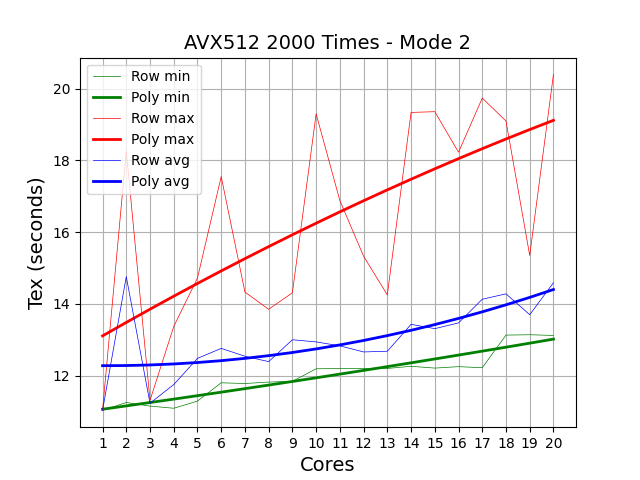 AVX512 2000 Times - Mode 2
Row min
Poly min
Row max
Poly max
Row avg
Poly avg
Tex (seconds)
20
18
16
14
12
1 2 3 4 5 6 7 8 9 10 11 12 13 14 15 16 17 18 19 20
Cores